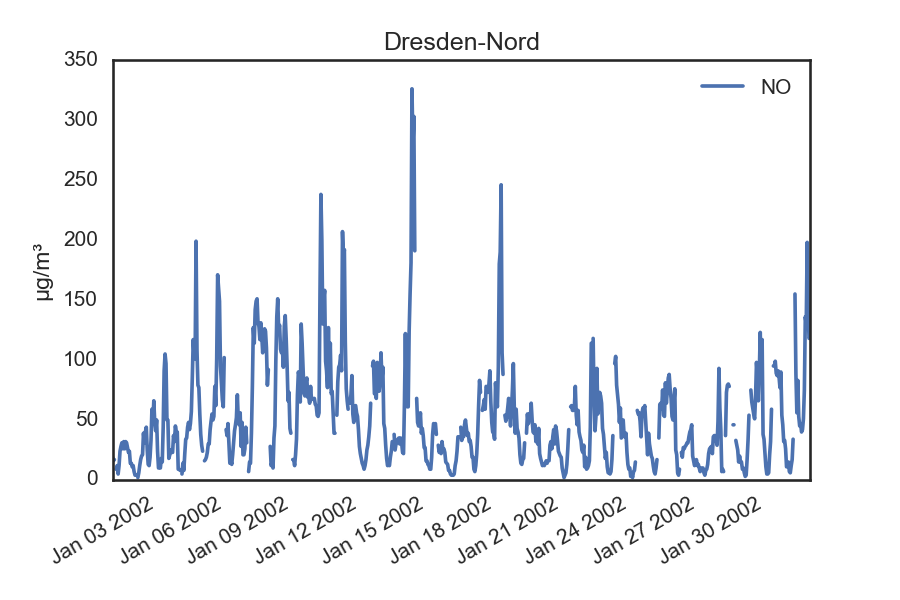 Dresden-Nord
NO
µg/m³
350
300
250
200
150
100
50
0
Jan 03 2002
Jan 06 2002
Jan 09 2002
Jan 12 2002
Jan 15 2002
Jan 18 2002
Jan 21 2002
Jan 24 2002
Jan 27 2002
Jan 30 2002